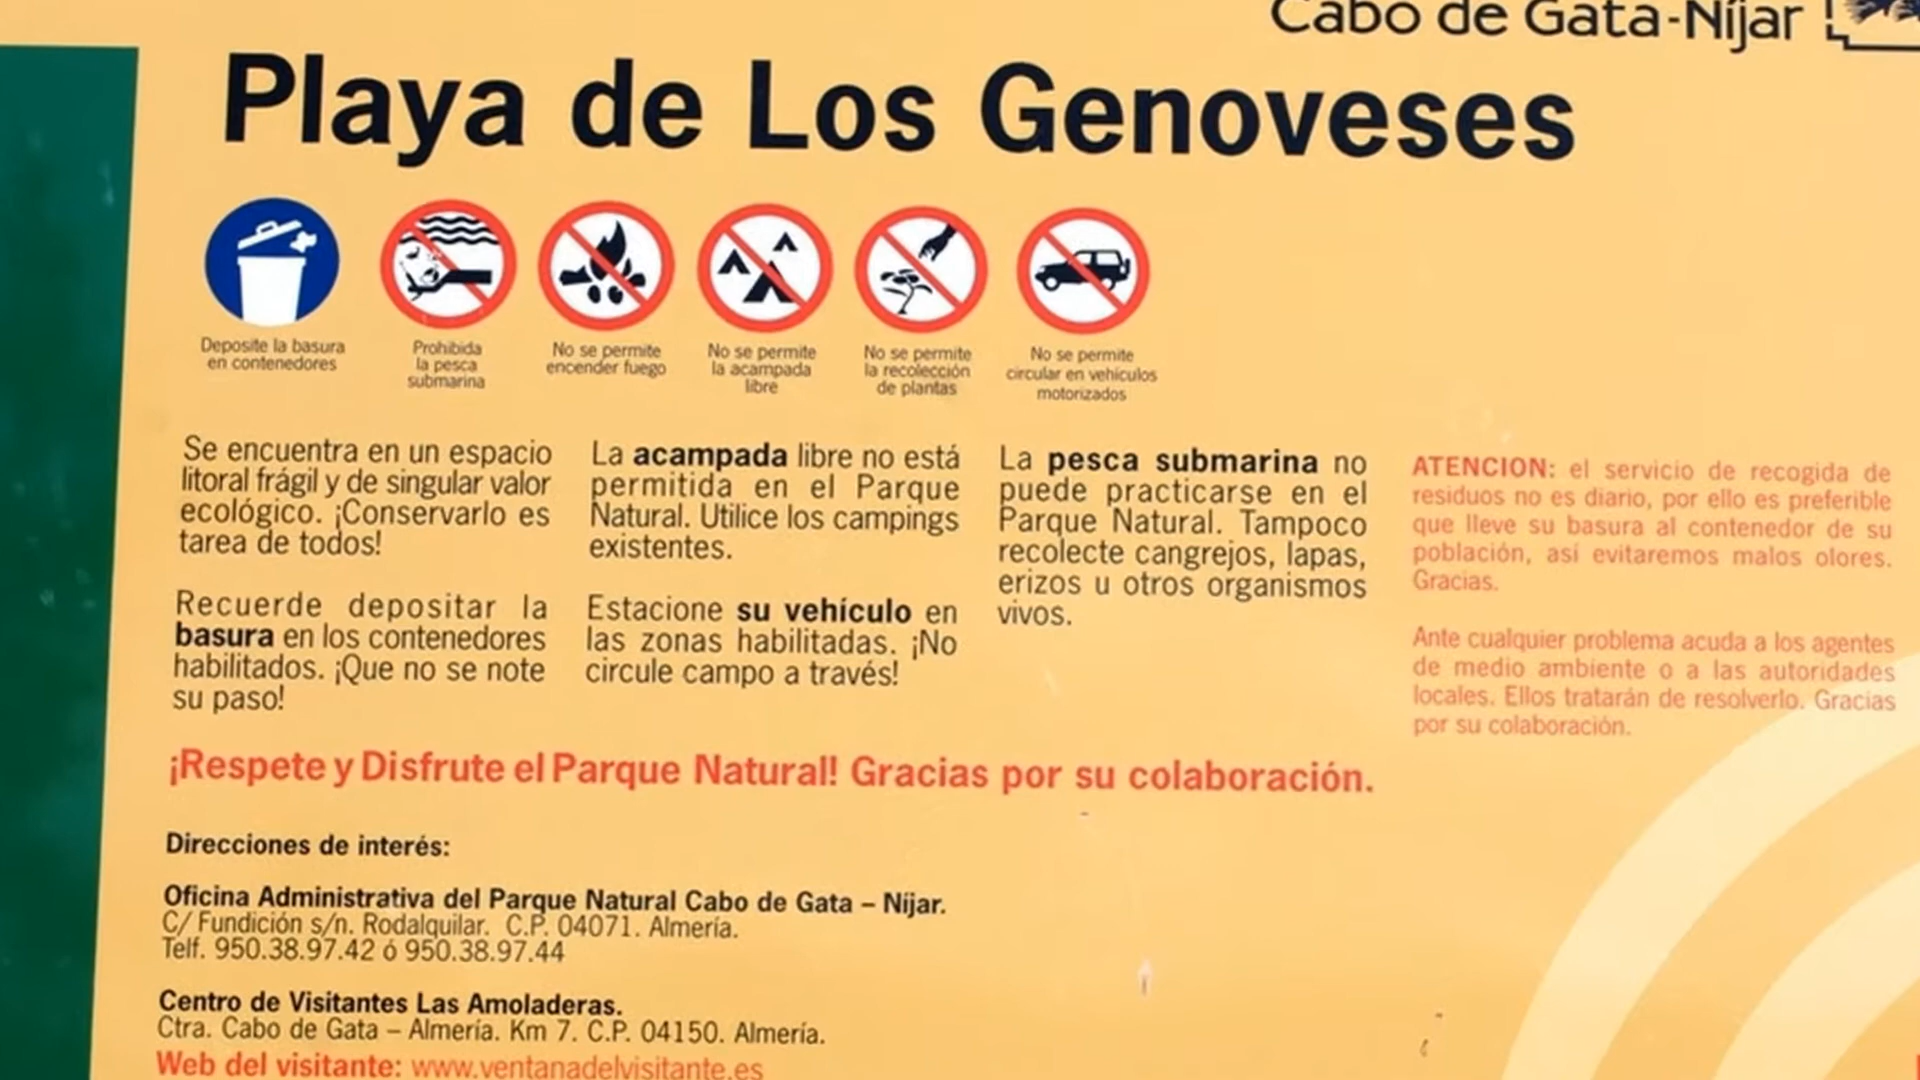 Cabo de Gata-Níjar
Playa de Los Genoveses
Deposite la basura
en contenedores
Prohibida
la pesca
submarina
No se permite
encender fuego
No se permite
la acampada
libre
No se permite
la recolección
de plantas
No se permite
circular en vehículos
motorizados
Se encuentra en un espacio
litoral frágil y de singular valor
ecológico. ¡Conservarlo es
tarea de todos!
Recuerde depositar la
basura en los contenedores
habilitados. ¡Que no se note
su paso!
La acampada libre no está
permitida en el Parque
Natural. Utilice los campings
existentes.
Estacione su vehículo en
las zonas habilitadas. ¡No
circule campo a través!
La pesca submarina no
puede practicarse en el
Parque Natural. Tampoco
recolecte cangrejos, lapas,
erizos u otros organismos
vivos.
ATENCION: el servicio de recogida de
residuos no es diario, por ello es preferible
que lleve su basura al contenedor de su
población, así evitaremos malos olores.
Gracias.
Ante cualquier problema acuda a los agentes
de medio ambiente o a las autoridades
locales. Ellos tratarán de resolverlo. Gracias
por su colaboración.
¡Respete y Disfrute el Parque Natural! Gracias por su colaboración.
Direcciones de interés:
Oficina Administrativa del Parque Natural Cabo de Gata – Níjar.
C/ Fundición s/n. Rodalquilar. C.P. 04071. Almería.
Telf. 950.38.97.42 ó 950.38.97.44
Centro de Visitantes Las Amoladeras.
Ctra. Cabo de Gata – Almería. Km 7. C.P. 04150. Almería.
Web del visitante: www.ventanadelvisitante.es